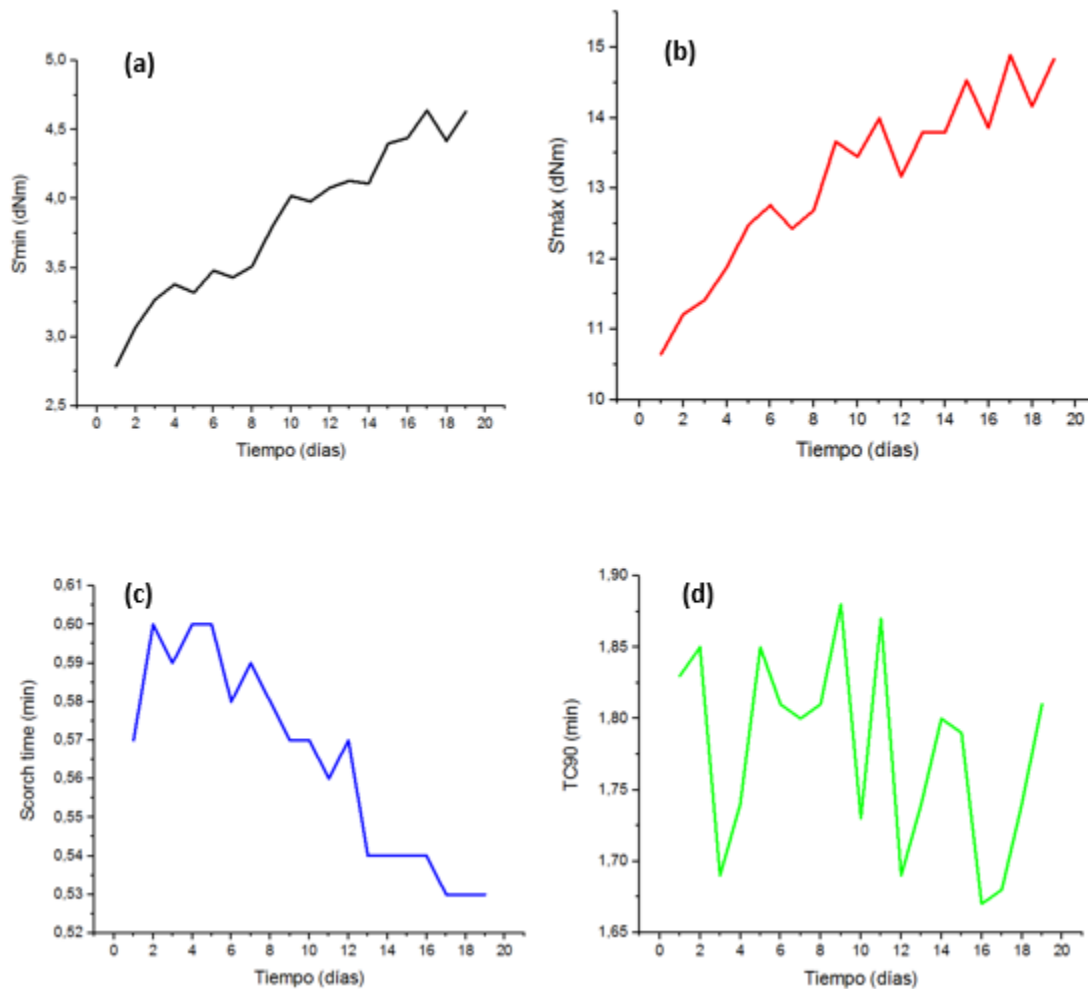 (a)
5,0
4,5
4,0
3,5
3,0
2,5
S'min (dNm)
0 2 4 6 8 10 12 14 16 18 20
Tiempo (días)
(b)
15
14
13
12
11
10
S'máx (dNm)
0 2 4 6 8 10 12 14 16 18 20
Tiempo (días)
(c)
0,61
0,60
0,59
0,58
0,57
0,56
0,55
0,54
0,53
0,52
Scorch time (min)
0 2 4 6 8 10 12 14 16 18 20
Tiempo (días)
(d)
1,90
1,85
1,80
1,75
1,70
1,65
TC90 (min)
0 2 4 6 8 10 12 14 16 18 20
Tiempo (días)